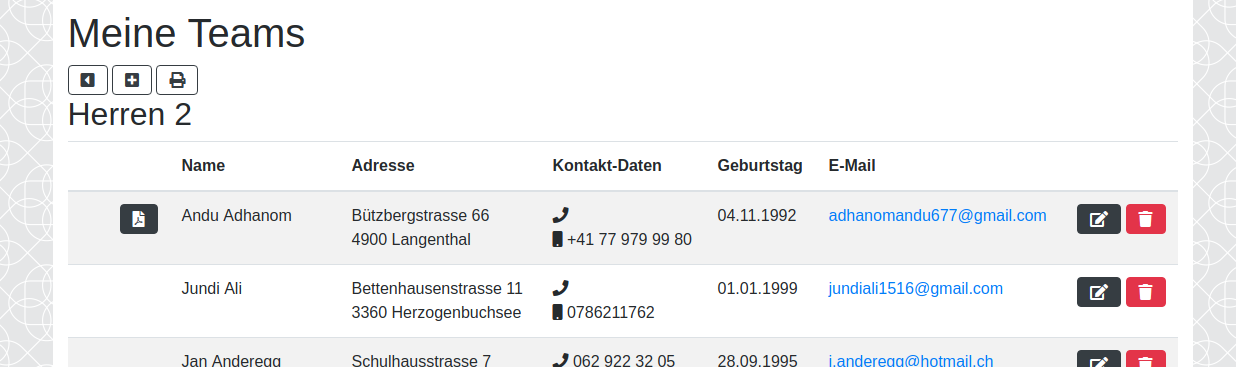 Meine Teams
Herren 2
Name Adresse Kontakt-Daten Geburtstag E-Mail
Andu Adhanom Bützbergstrasse 66 04.11.1992 adhanomandu677@gmail.com
4900 Langenthal +41 77 979 99 80
Jundi Ali Bettenhausenstrasse 11 01.01.1999 jundiali1516@gmail.com
3360 Herzogenbuchsee 0786211762
Jan Anderegg Schulhausstrasse 7 062 922 32 05 28.09.1995 j.anderegg@hotmail.ch